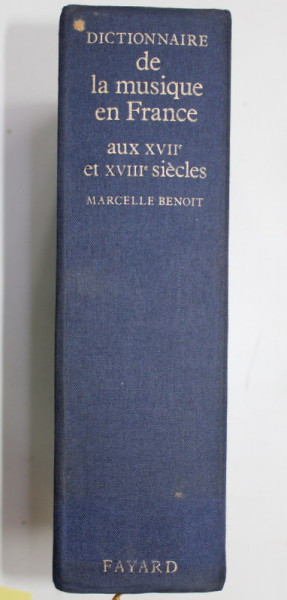 DICTIONNAIRE
de
la musique
en France
aux XVIIe
et XVIIIe siècles
MARCELLE BENOIT
FAYARD